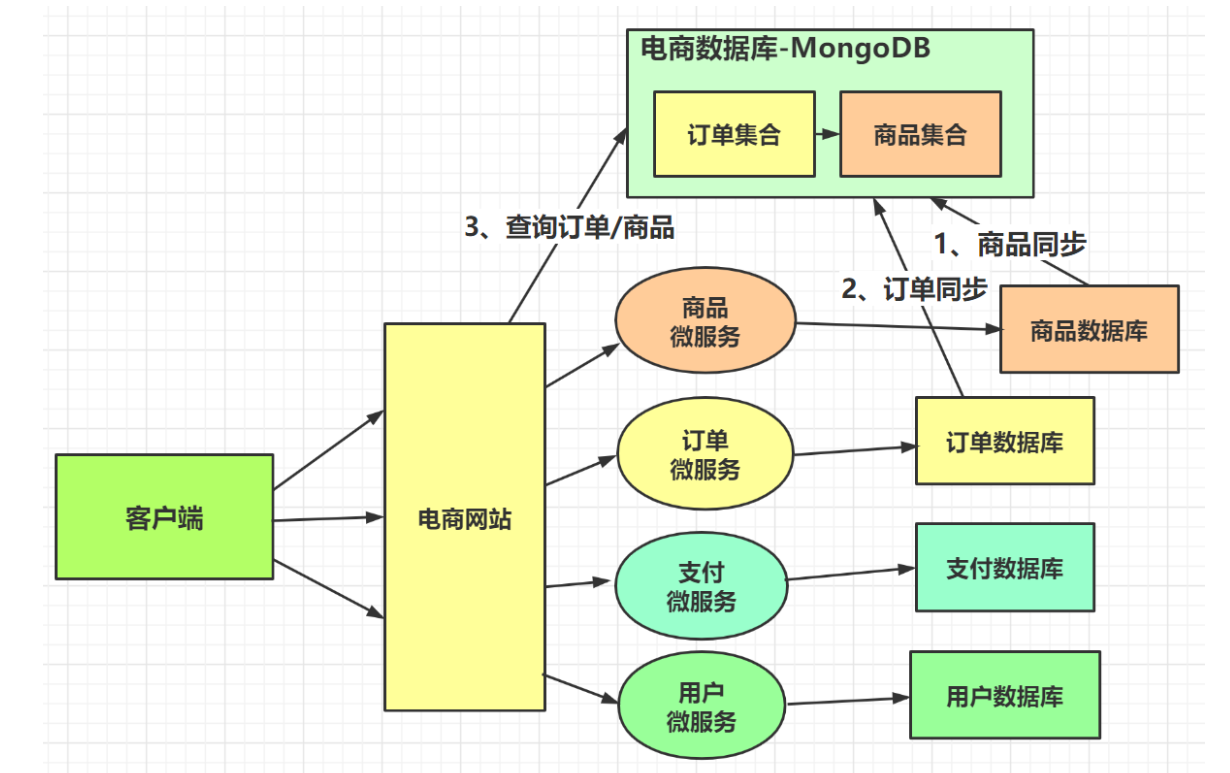 电商数据库-MongoDB
订单集合
商品集合
3、查询订单/商品
1、商品同步
2、订单同步
商品
微服务
商品数据库
订单
微服务
订单数据库
客户端
电商网站
支付
微服务
支付数据库
用户
微服务
用户数据库